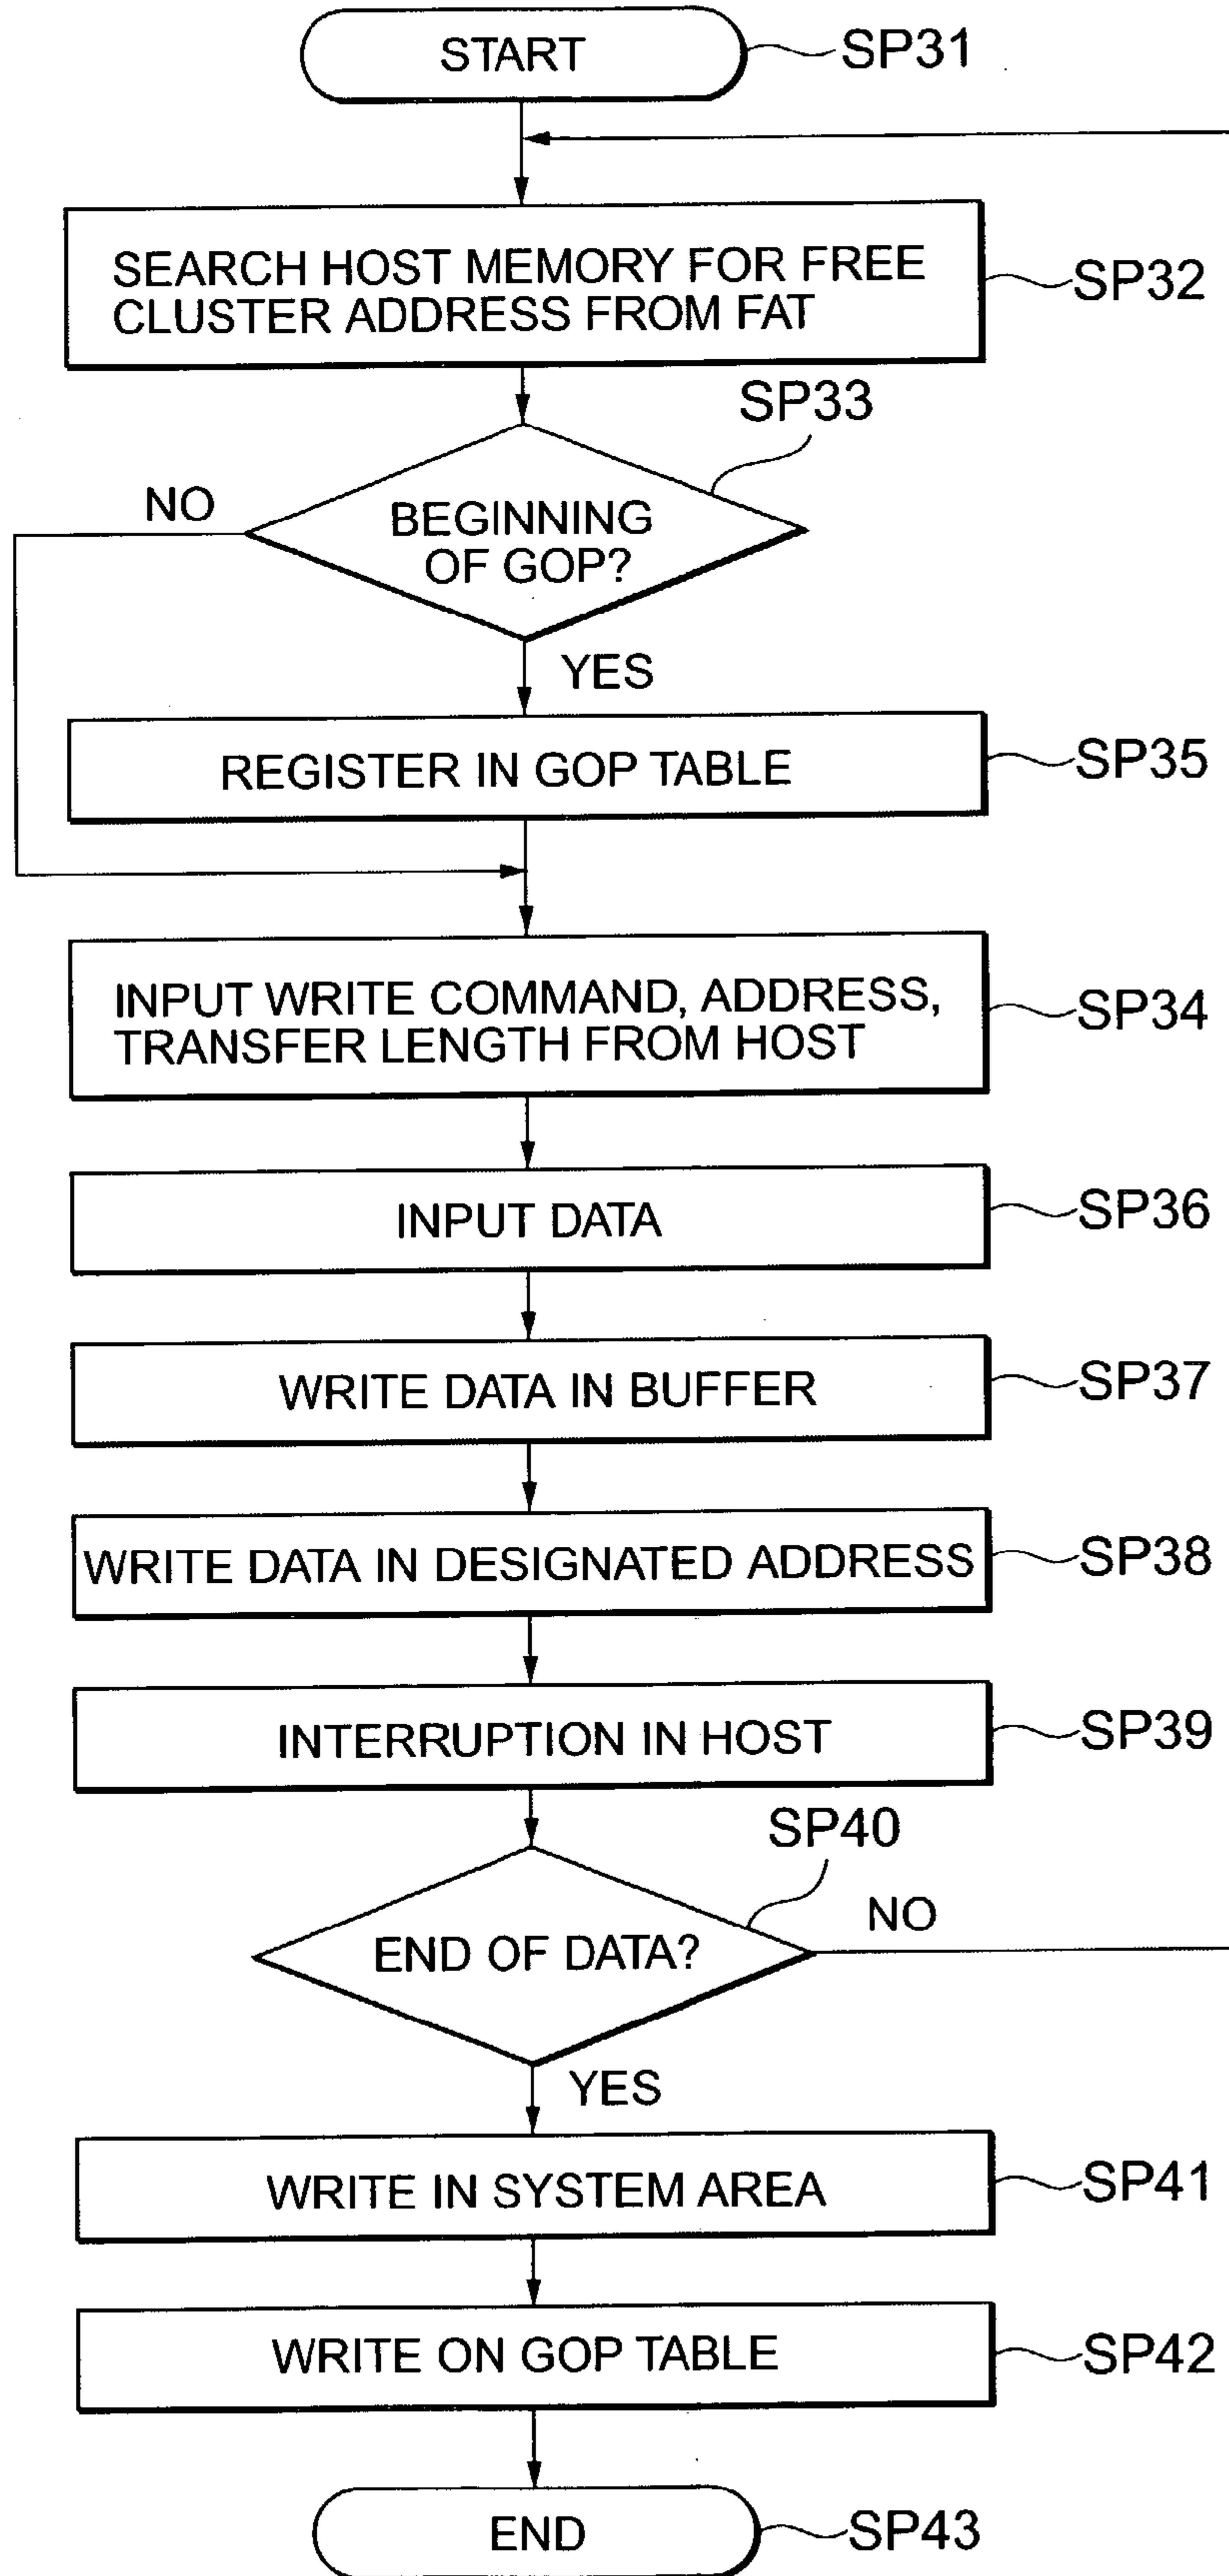 START
SP31
SEARCH HOST MEMORY FOR FREE
CLUSTER ADDRESS FROM FAT
SP32
SP33
NO
BEGINNING
OF GOP?
YES
REGISTER IN GOP TABLE
SP35
INPUT WRITE COMMAND, ADDRESS,
TRANSFER LENGTH FROM HOST
SP34
INPUT DATA
SP36
WRITE DATA IN BUFFER
SP37
WRITE DATA IN DESIGNATED ADDRESS
SP38
INTERRUPTION IN HOST
SP39
SP40
NO
END OF DATA?
YES
WRITE IN SYSTEM AREA
SP41
WRITE ON GOP TABLE
SP42
END
SP43